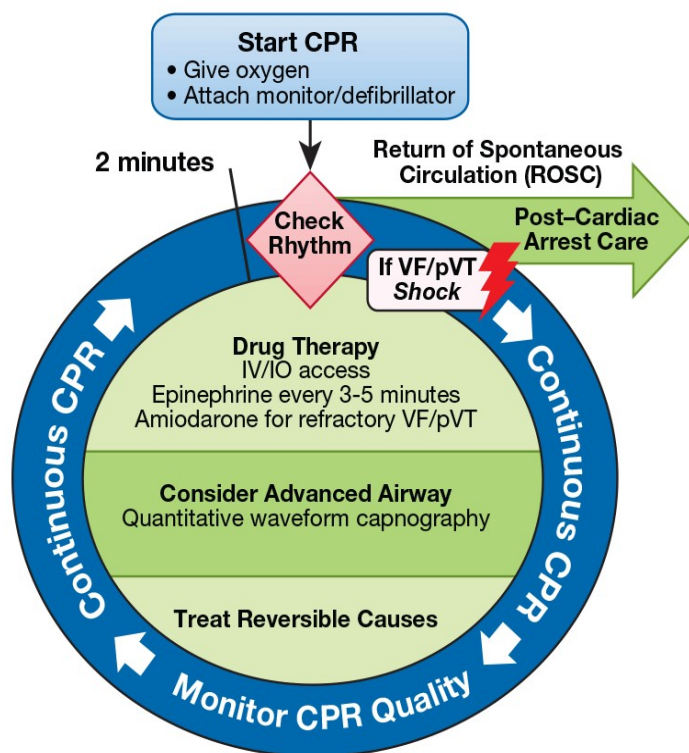 Start CPR
• Give oxygen
• Attach monitor/defibrillator
2 minutes
Return of Spontaneous
Circulation (ROSC)
Check
Rhythm
Post–Cardiac
Arrest Care
If VF/pVT
Shock
Drug Therapy
IV/IO access
Epinephrine every 3-5 minutes
Amiodarone for refractory VF/pVT
Consider Advanced Airway
Quantitative waveform capnography
Treat Reversible Causes
Continuous CPR
Continuous CPR
Monitor CPR Quality